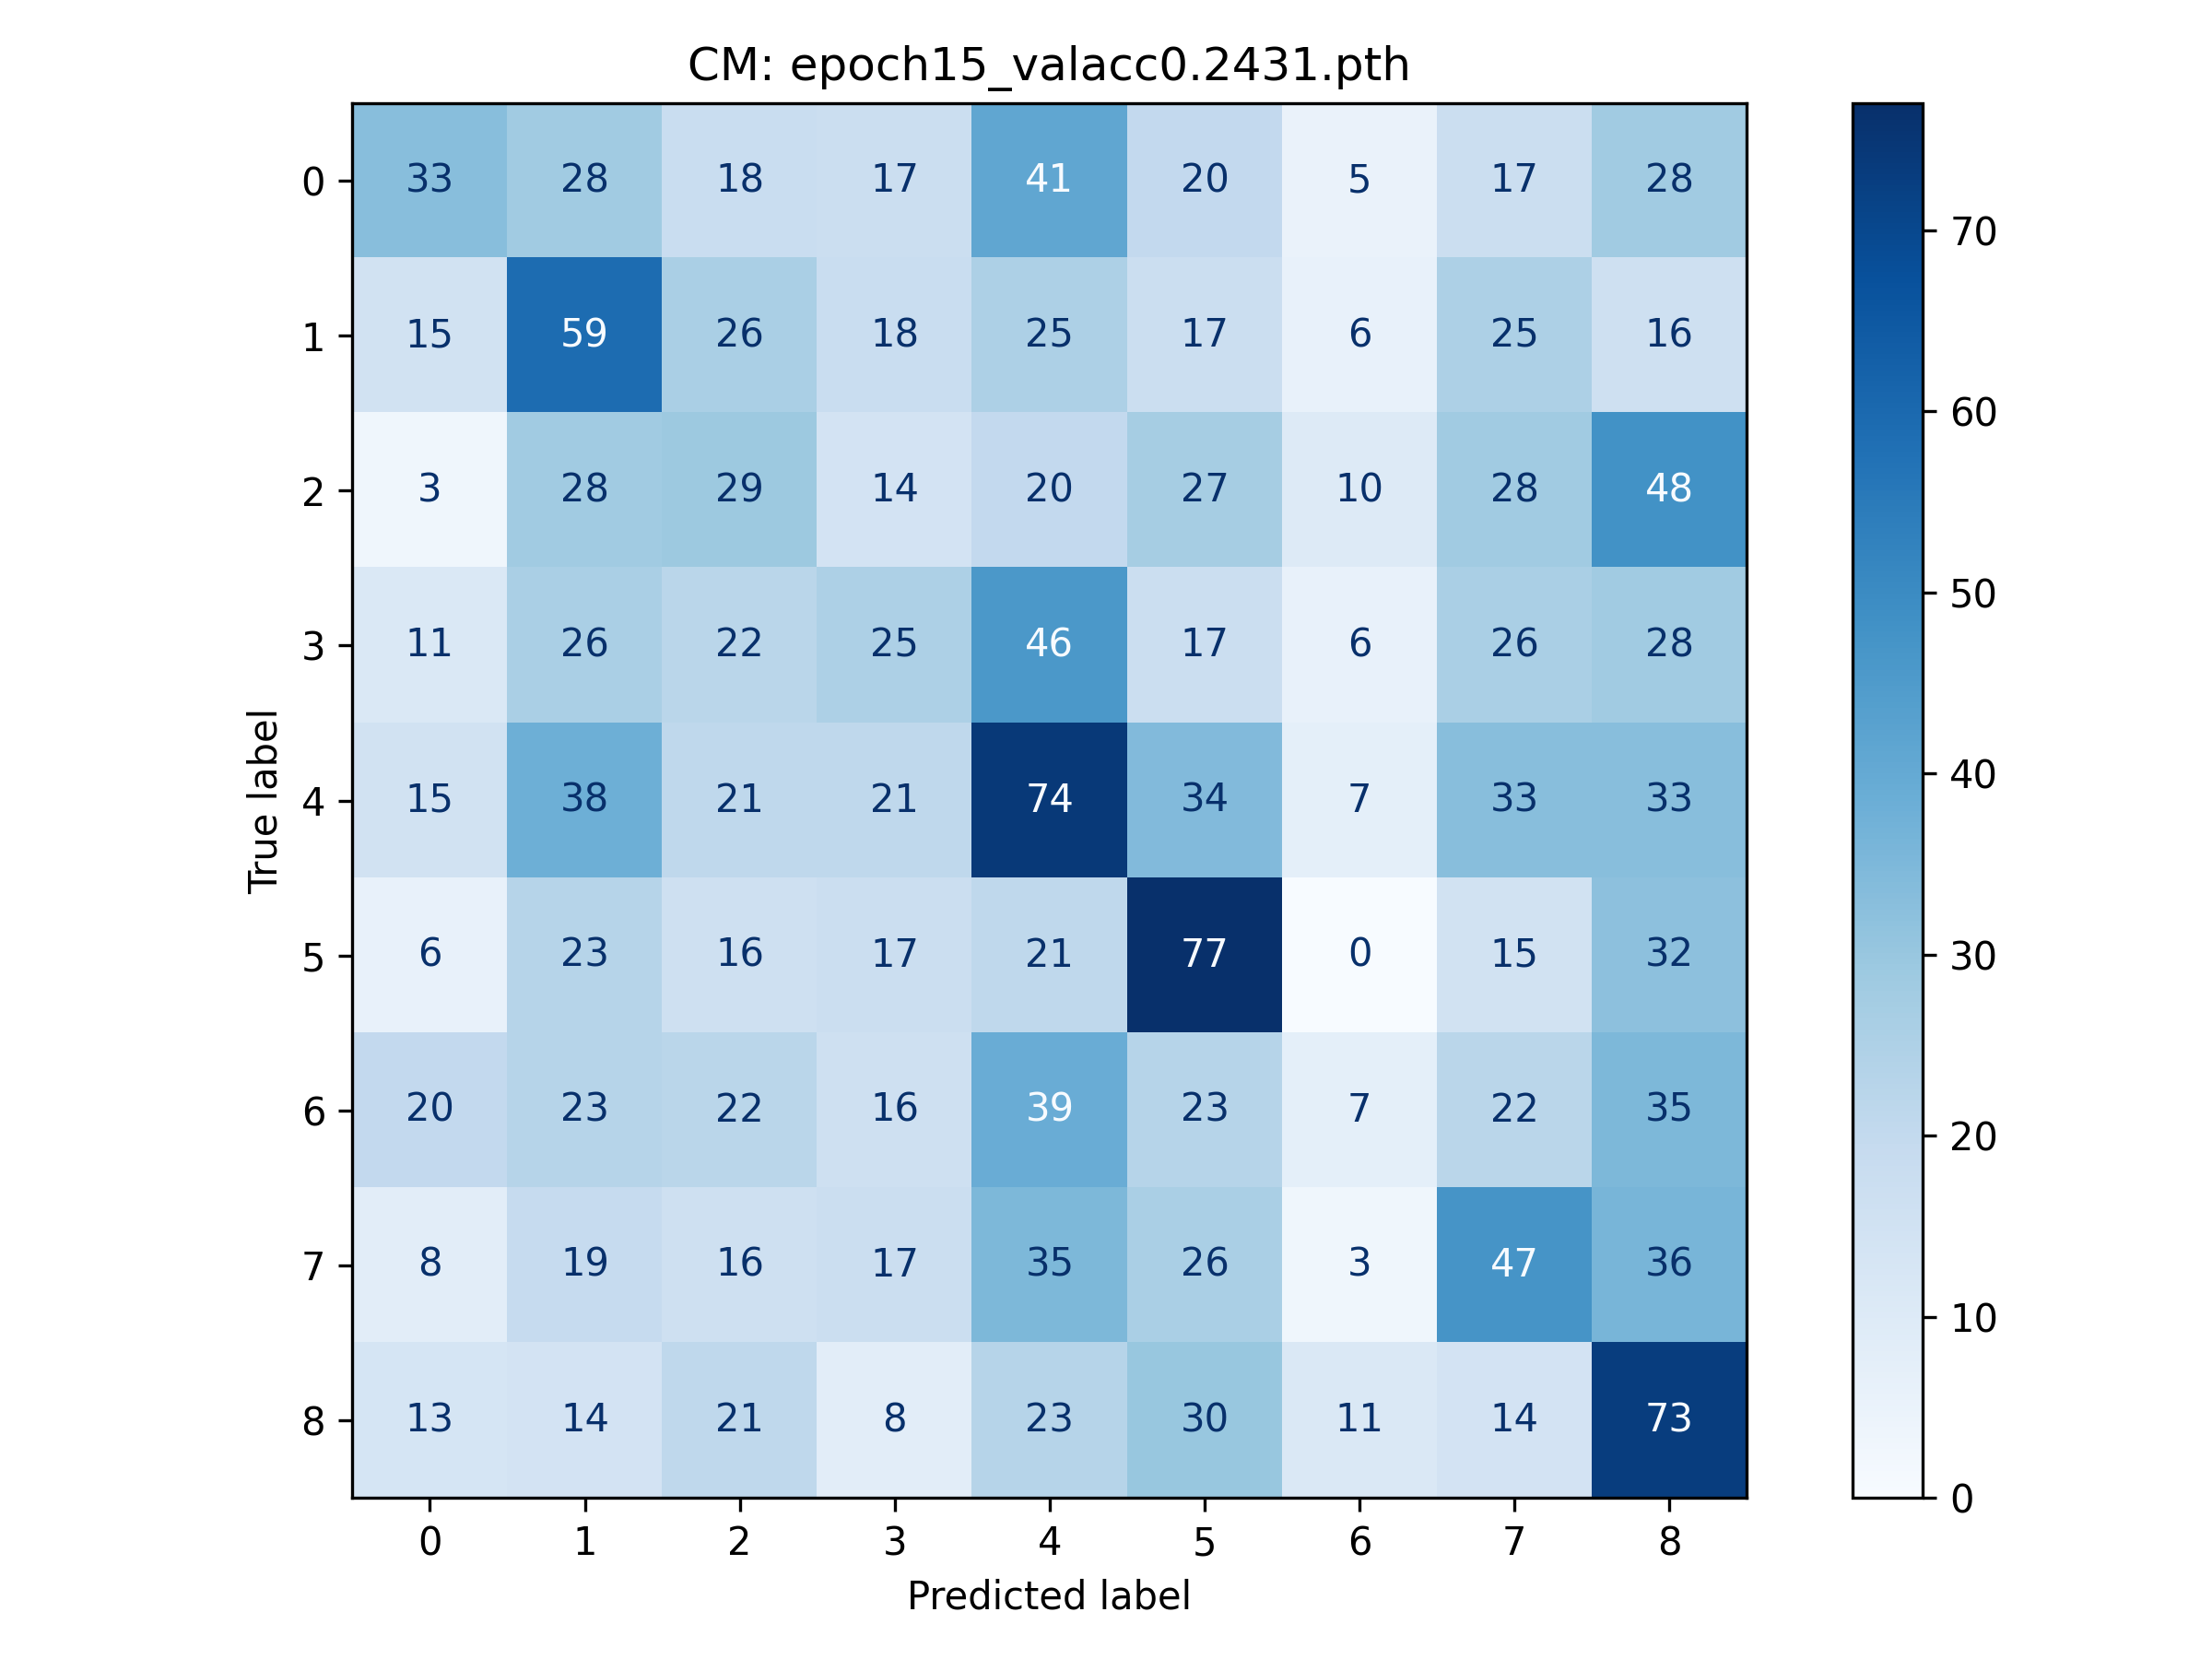 CM: epoch15_valacc0.2431.pth
0 33 28 18 17 41 20 5 17 28
1 15 59 26 18 25 17 6 25 16
2 3 28 29 14 20 27 10 28 48
3 11 26 22 25 46 17 6 26 28
4 15 38 21 21 74 34 7 33 33
5 6 23 16 17 21 77 0 15 32
6 20 23 22 16 39 23 7 22 35
7 8 19 16 17 35 26 3 47 36
8 13 14 21 8 23 30 11 14 73
0 1 2 3 4 5 6 7 8
Predicted label
True label
70
60
50
40
30
20
10
0